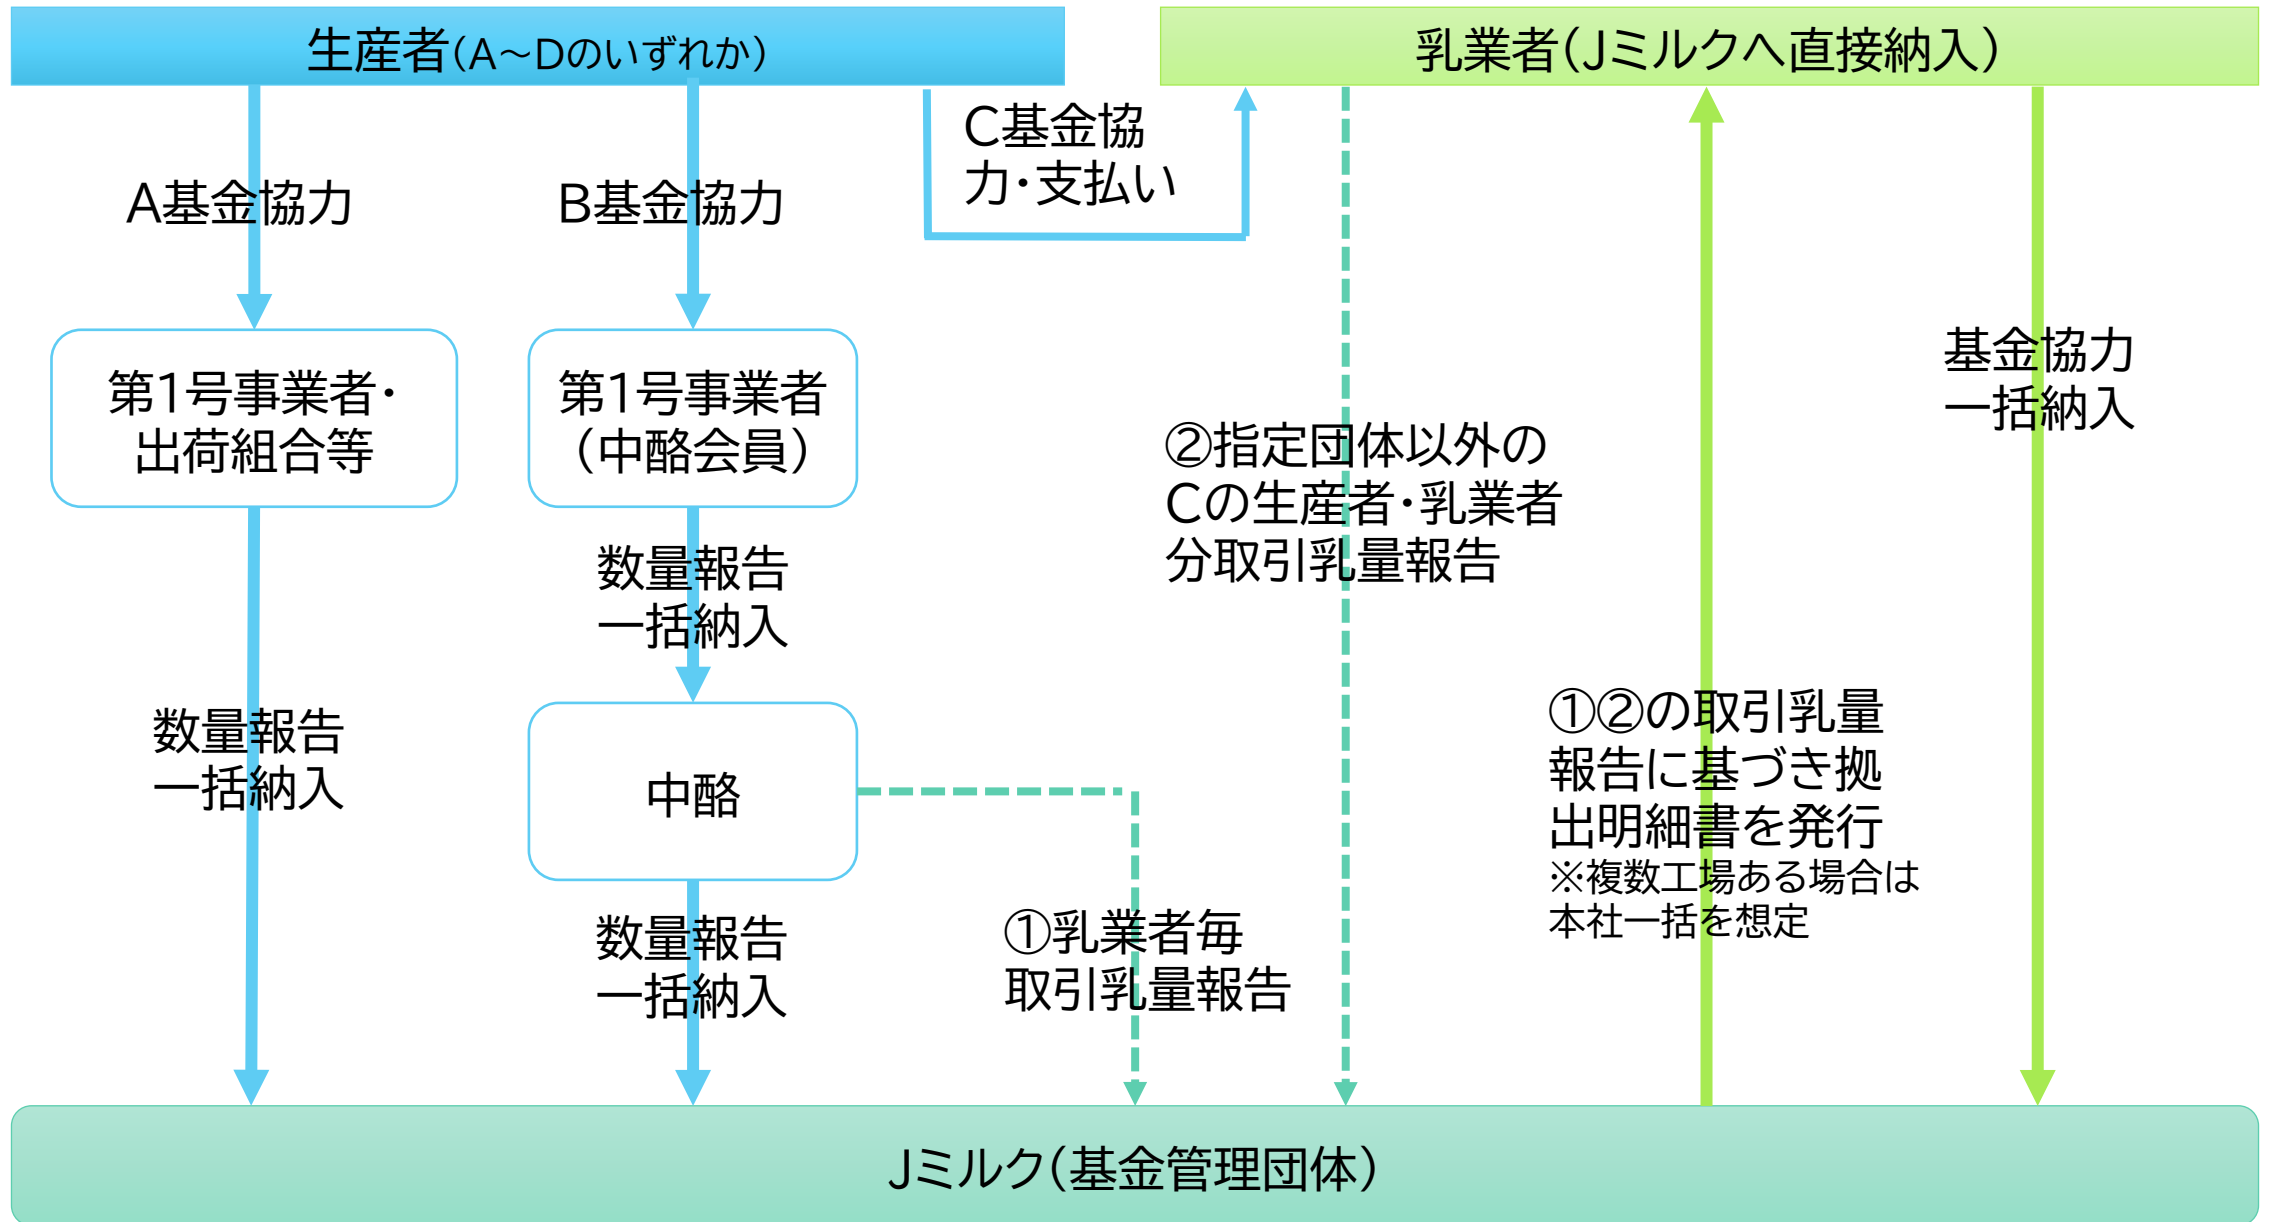 生産者（A～Dのいずれか）
乳業者（Jミルクへ直接納入）
C基金協
力・支払い
A基金協力
B基金協力
第1号事業者・
出荷組合等
第1号事業者
（中酪会員）
基金協力
一括納入
②指定団体以外の
Cの生産者・乳業者
分取引乳量報告
数量報告
一括納入
数量報告
一括納入
中酪
①②の取引乳量
報告に基づき拠
出明細書を発行
※複数工場ある場合は
本社一括を想定
数量報告
一括納入
①乳業者毎
取引乳量報告
Jミルク（基金管理団体）